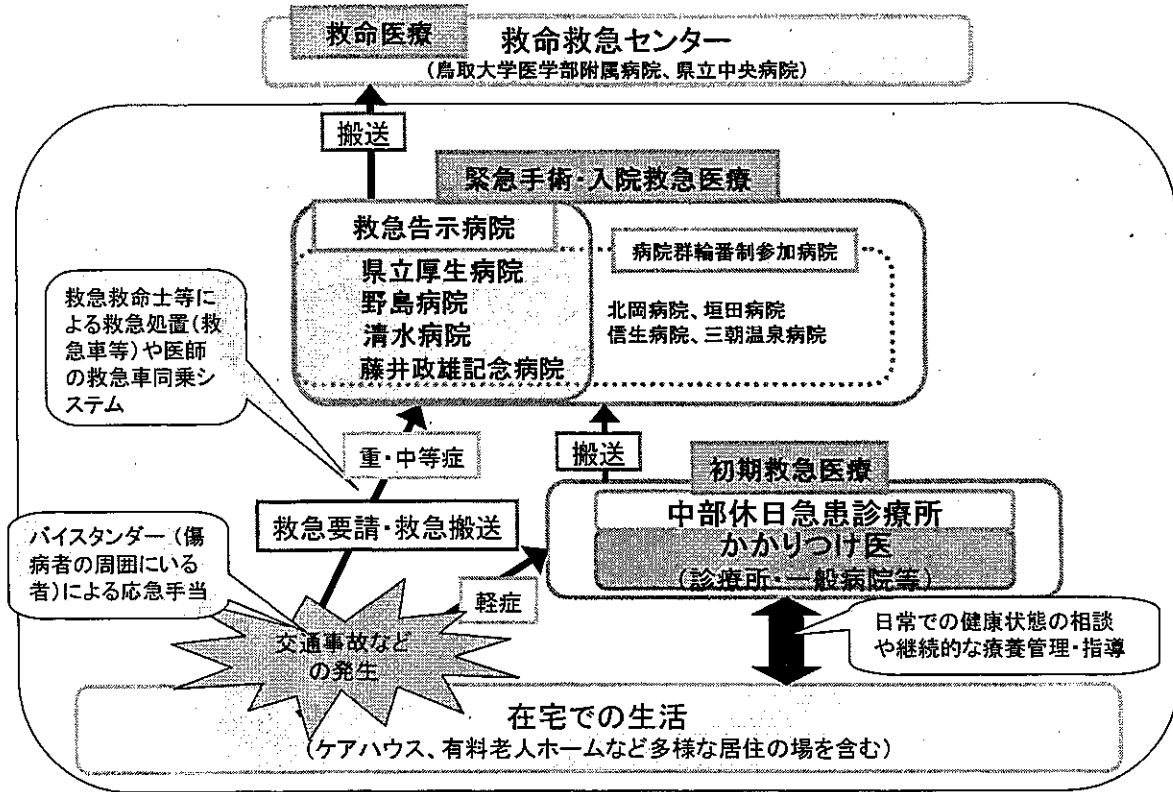 救命医療
救命救急センター
(鳥取大学医学部附属病院、県立中央病院)
搬送
緊急手術・入院救急医療
救急告示病院
県立厚生病院
野島病院
清水病院
藤井政雄記念病院
病院群輪番制参加病院
北岡病院、垣田病院
信生病院、三朝温泉病院
救急救命士等に
よる救急処置(救
急車等)や医師
の救急車同乗シ
ステム
重・中等症
搬送
初期救急医療
中部休日急患診療所
かかりつけ医
(診療所・一般病院等)
救急要請・救急搬送
バイスタンダー(傷
病者の周囲にいる
者)による応急手当
軽症
交通事故など
の発生
日常での健康状態の相談
や継続的な療養管理・指導
在宅での生活
(ケアハウス、有料老人ホームなど多様な居住の場を含む)